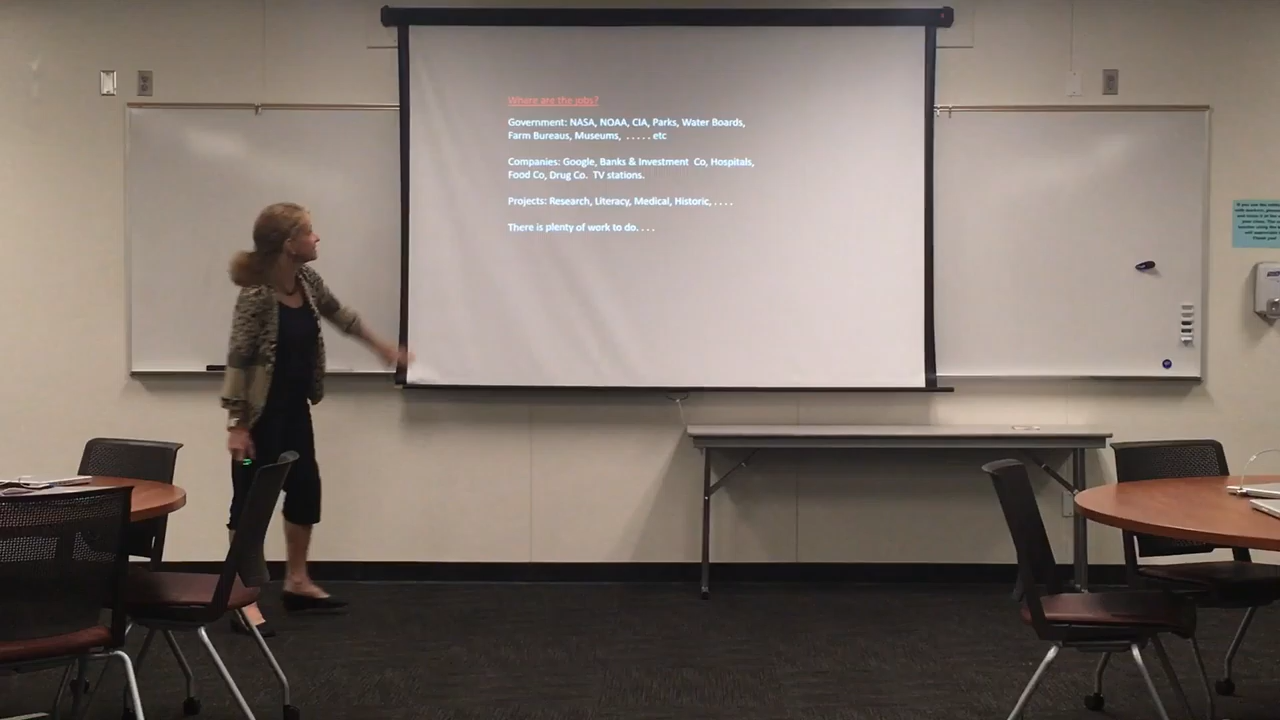 Where are the jobs?
Government: NASA, NOAA, CIA, Parks, Water Boards,
Farm Bureaus, Museums,  . . . . . etc
Companies: Google, Banks & Investment  Co, Hospitals,
Food Co, Drug Co.  TV stations.
Projects: Research, Literacy, Medical, Historic, . . . .
There is plenty of work to do. . . .